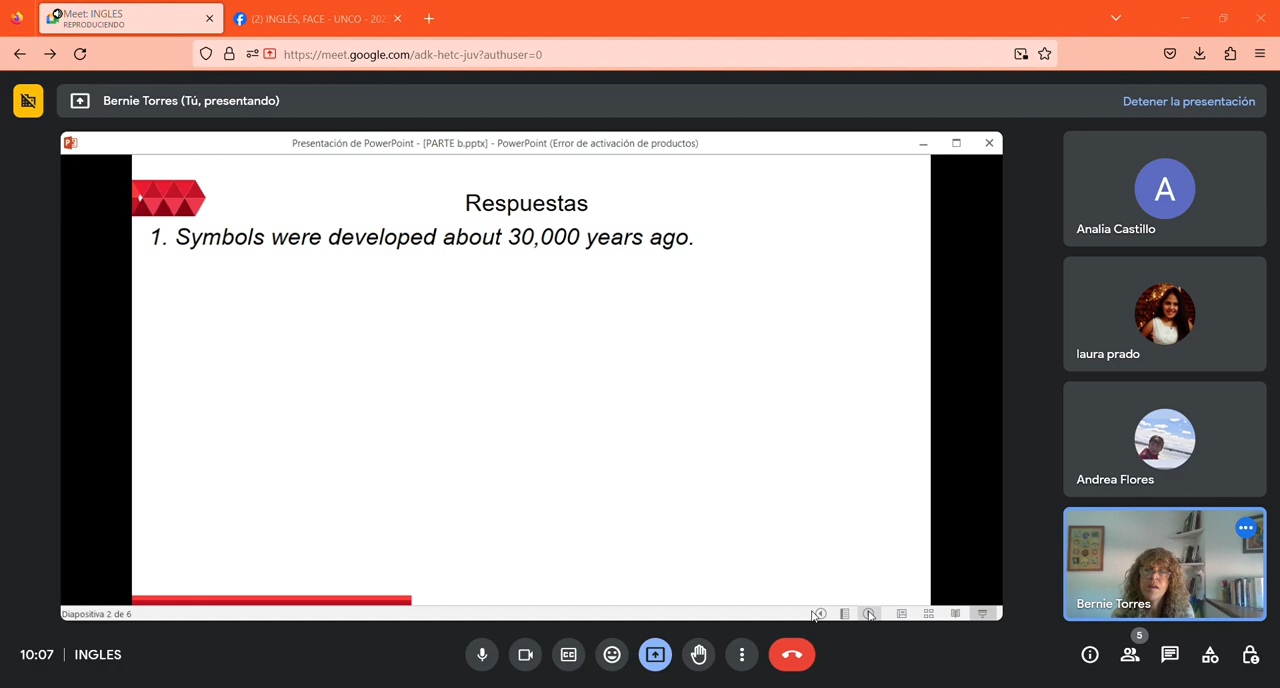 Meet: INGLES
REPRODUCIENDO
(2) INGLÉS, FACE - UNCO - 202
https://meet.google.com/adk-hetc-juv?authuser=0
Bernie Torres (Tú, presentando)
Detener la presentación
Presentación de PowerPoint - [PARTE b.pptx] - PowerPoint (Error de activación de productos)
Respuestas
1. Symbols were developed about 30,000 years ago.
A
Analia Castillo
laura prado
Andrea Flores
Bernie Torres
Diapositiva 2 de 6
10:07 | INGLES
5